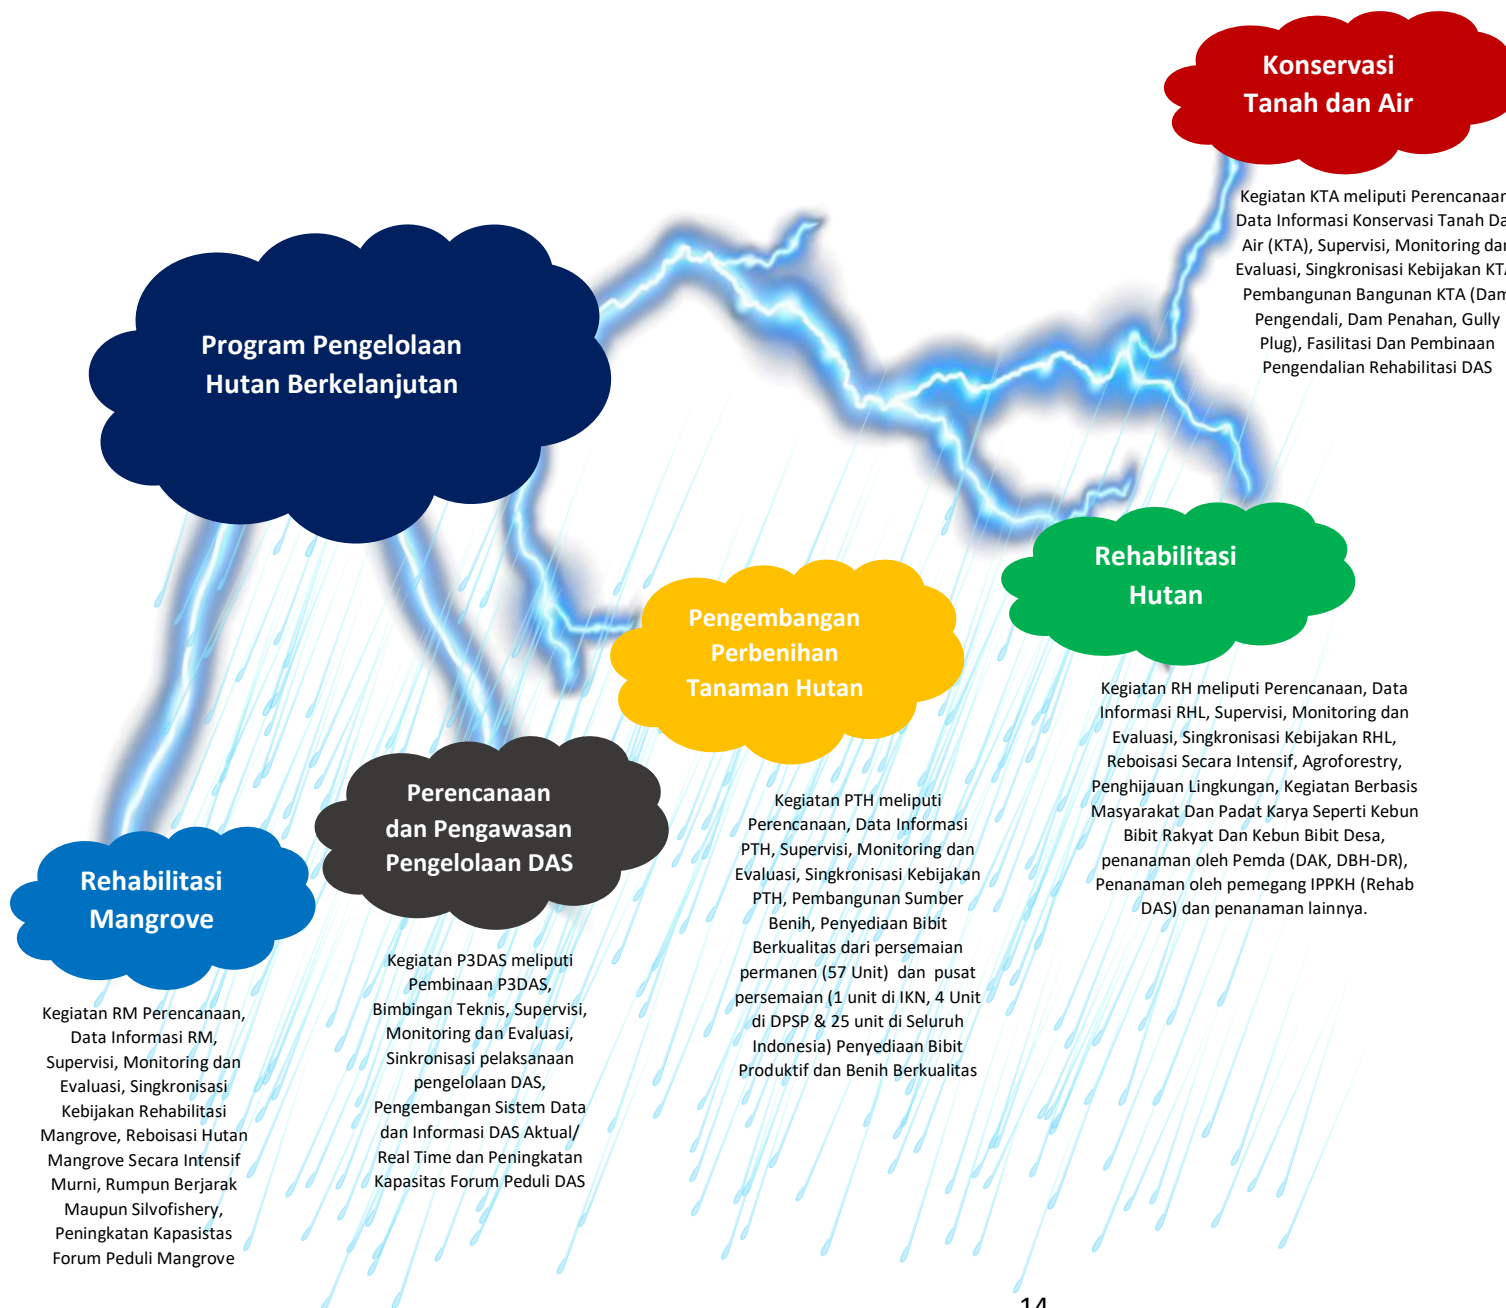 Konservasi
Tanah dan Air
Kegiatan KTA meliputi Perencanaan
Data Informasi Konservasi Tanah Da
Air (KTA), Supervisi, Monitoring dan
Evaluasi, Singkronisasi Kebijakan KTA
Pembangunan Bangunan KTA (Dam
Pengendali, Dam Penahan, Gully
Plug), Fasilitasi Dan Pembinaan
Pengendalian Rehabilitasi DAS
Program Pengelolaan
Hutan Berkelanjutan
Rehabilitasi
Hutan
Kegiatan RH meliputi Perencanaan, Data
Informasi RHL, Supervisi, Monitoring dan
Evaluasi, Singkronisasi Kebijakan RHL,
Reboisasi Secara Intensif, Agroforestry,
Penghijauan Lingkungan, Kegiatan Berbasis
Masyarakat Dan Padat Karya Seperti Kebun
Bibit Rakyat Dan Kebun Bibit Desa,
penanaman oleh Pemda (DAK, DBH-DR),
Penanaman oleh pemegang IPPKH (Rehab
DAS) dan penanaman lainnya.
Pengembangan
Perbenihan
Tanaman Hutan
Kegiatan PTH meliputi
Perencanaan, Data Informasi
PTH, Supervisi, Monitoring dan
Evaluasi, Singkronisasi Kebijakan
PTH, Pembangunan Sumber
Benih, Penyediaan Bibit
Berkualitas dari persemaian
permanen (57 Unit) dan pusat
persemaian (1 unit di IKN, 4 Unit
di DPSP & 25 unit di Seluruh
Indonesia) Penyediaan Bibit
Produktif dan Benih Berkualitas
Perencanaan
dan Pengawasan
Pengelolaan DAS
Kegiatan P3DAS meliputi
Pembinaan P3DAS,
Bimbingan Teknis, Supervisi,
Monitoring dan Evaluasi,
Sinkronisasi pelaksanaan
pengelolaan DAS,
Pengembangan Sistem Data
dan Informasi DAS Aktual/
Real Time dan Peningkatan
Kapasitas Forum Peduli DAS
Rehabilitasi
Mangrove
Kegiatan RM Perencanaan,
Data Informasi RM,
Supervisi, Monitoring dan
Evaluasi, Singkronisasi
Kebijakan Rehabilitasi
Mangrove, Reboisasi Hutan
Mangrove Secara Intensif
Murni, Rumpun Berjarak
Maupun Silvofishery,
Peningkatan Kapasistas
Forum Peduli Mangrove
14